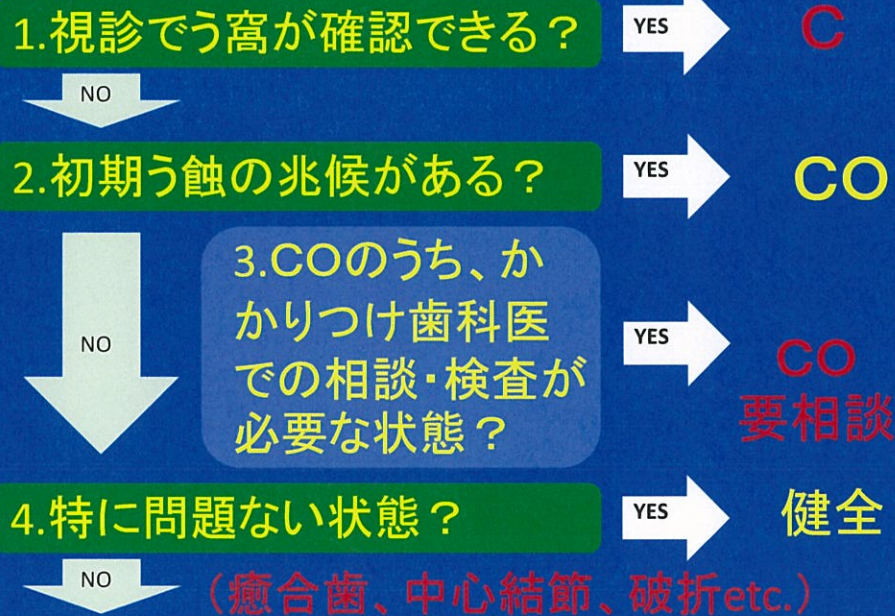 1.視診でう窩が確認できる？
YES
C
NO
2.初期う蝕の兆候がある？
YES
CO
NO
3.COのうち、か
かりつけ歯科医
での相談・検査が
必要な状態？
YES
CO
要相談
4.特に問題ない状態？
YES
健全
NO
（癒合歯、中心結節、破折etc.）